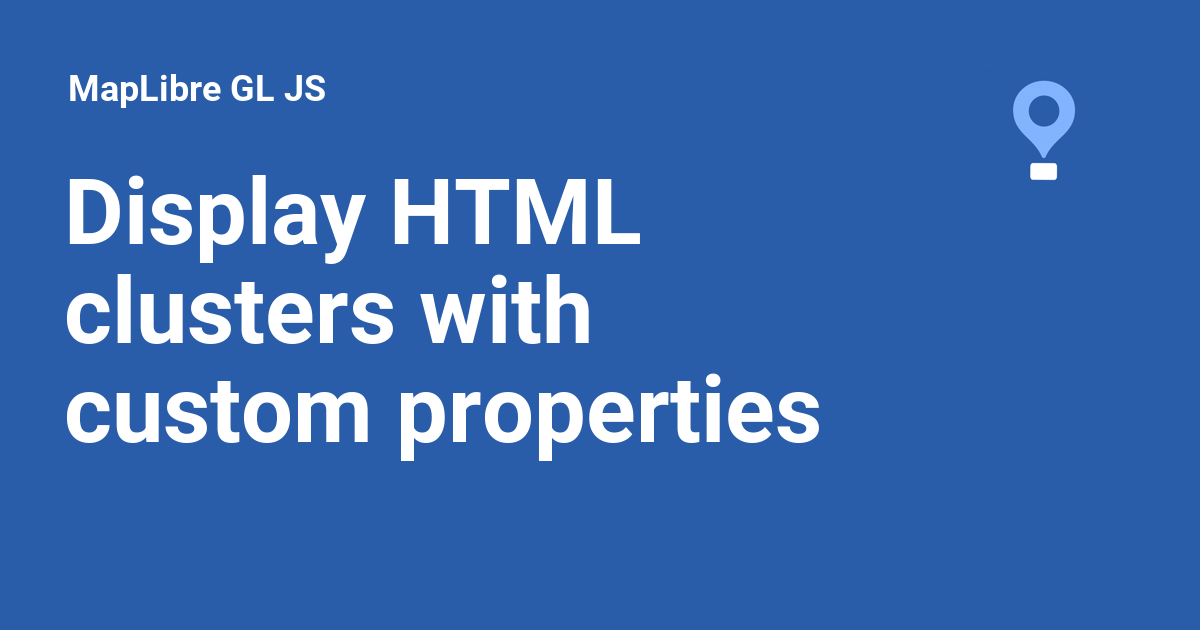 MapLibre GL JS
Display HTML
clusters with
custom properties